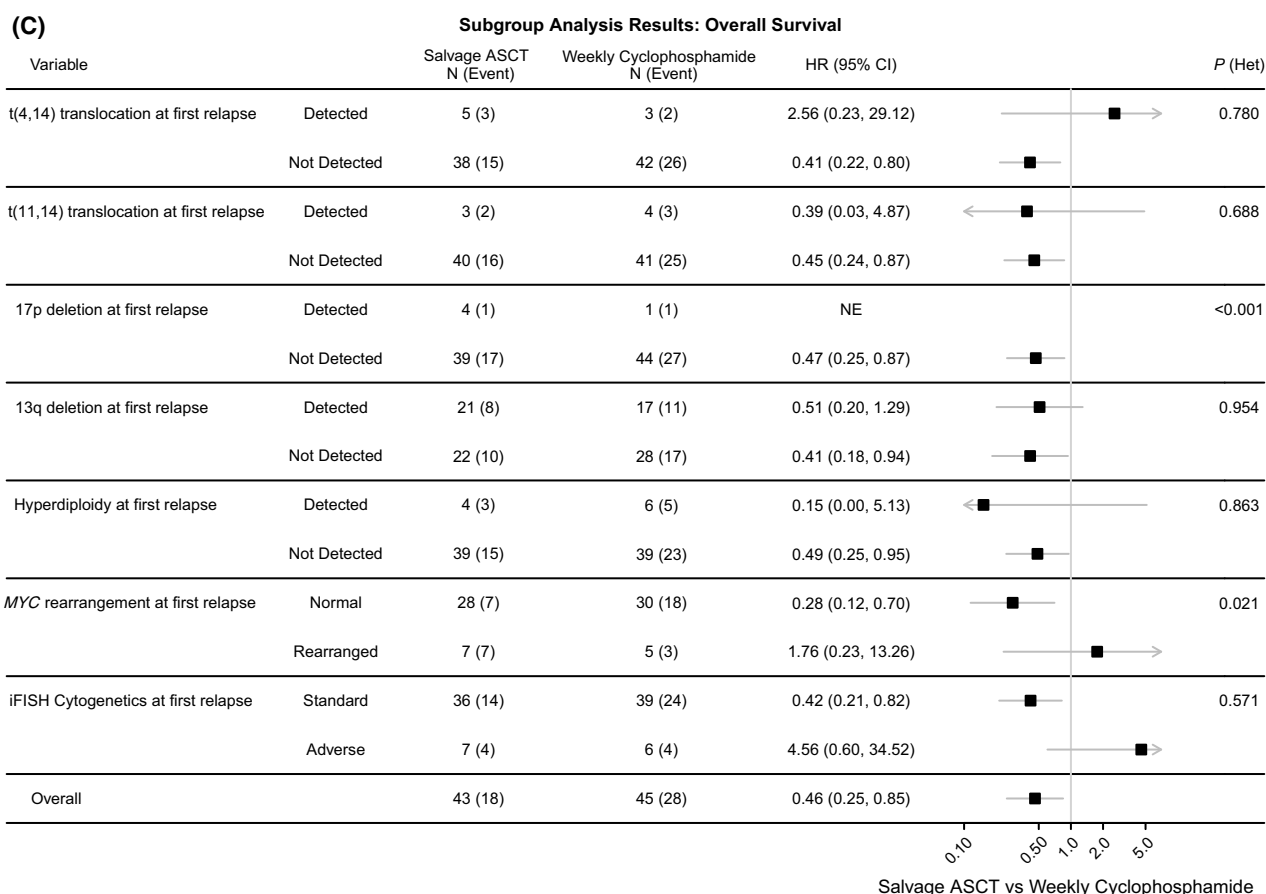 (C)
Subgroup Analysis Results: Overall Survival
Variable Salvage ASCT N (Event) Weekly Cyclophosphamide N (Event) HR (95% CI) P (Het)
t(4,14) translocation at first relapse Detected 5 (3) 3 (2) 2.56 (0.23, 29.12) 0.780
Not Detected 38 (15) 42 (26) 0.41 (0.22, 0.80)
t(11,14) translocation at first relapse Detected 3 (2) 4 (3) 0.39 (0.03, 4.87) 0.688
Not Detected 40 (16) 41 (25) 0.45 (0.24, 0.87)
17p deletion at first relapse Detected 4 (1) 1 (1) NE <0.001
Not Detected 39 (17) 44 (27) 0.47 (0.25, 0.87)
13q deletion at first relapse Detected 21 (8) 17 (11) 0.51 (0.20, 1.29) 0.954
Not Detected 22 (10) 28 (17) 0.41 (0.18, 0.94)
Hyperdiploidy at first relapse Detected 4 (3) 6 (5) 0.15 (0.00, 5.13) 0.863
Not Detected 39 (15) 39 (23) 0.49 (0.25, 0.95)
MYC rearrangement at first relapse Normal 28 (7) 30 (18) 0.28 (0.12, 0.70) 0.021
Rearranged 7 (7) 5 (3) 1.76 (0.23, 13.26)
iFISH Cytogenetics at first relapse Standard 36 (14) 39 (24) 0.42 (0.21, 0.82) 0.571
Adverse 7 (4) 6 (4) 4.56 (0.60, 34.52)
Overall 43 (18) 45 (28) 0.46 (0.25, 0.85)
0.10 0.50 1.0 2.0 5.0
Salvage ASCT vs Weekly Cyclophosphamide